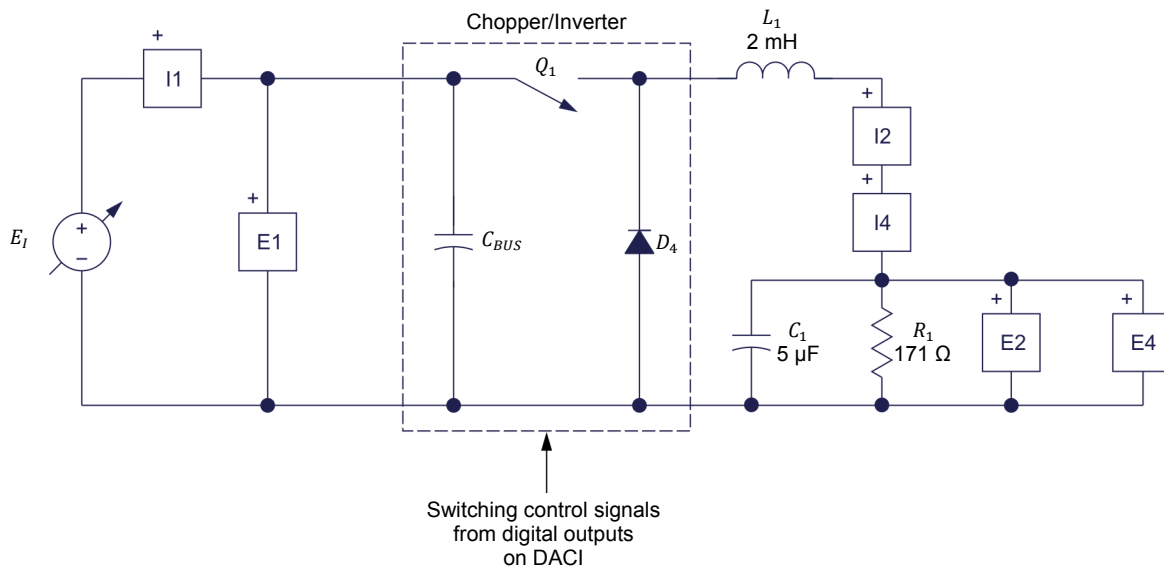 Chopper/Inverter
L₁
2 mH
+
I1
Q₁
+
I2
+
I4
+
E1
E_I
+
−
C_BUS
D₄
C₁
5 µF
R₁
171 Ω
+
E2
+
E4
Switching control signals
from digital outputs
on DACI